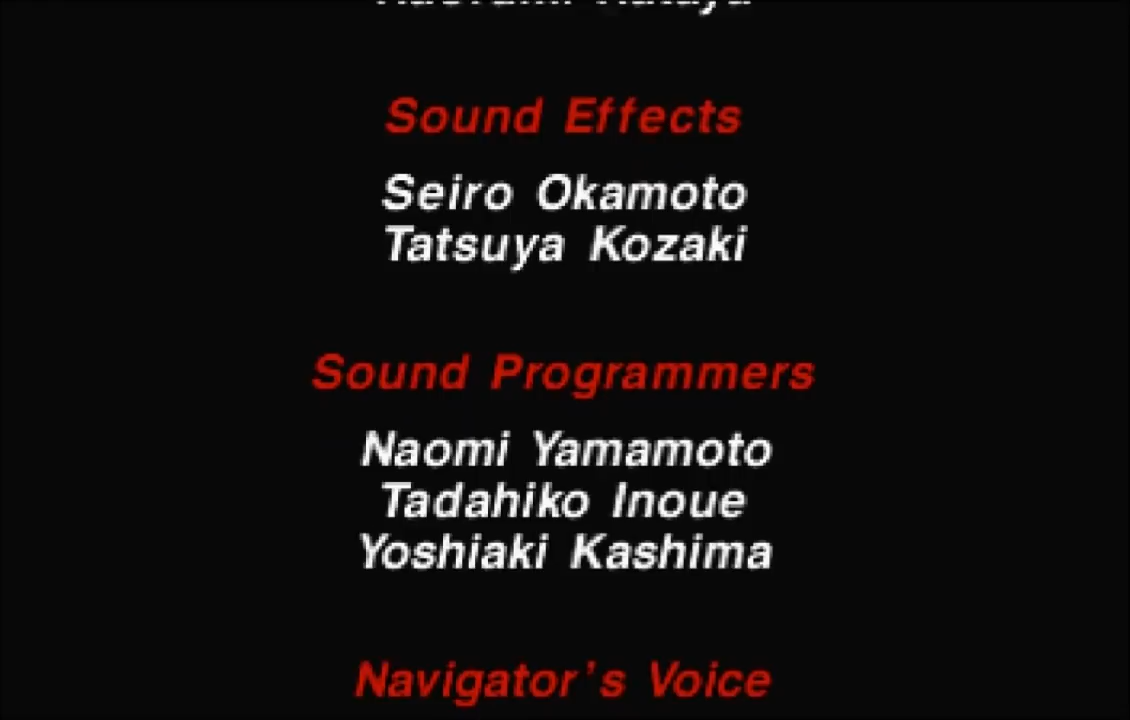 Sound Effects
Seiro Okamoto
Tatsuya Kozaki
Sound Programmers
Naomi Yamamoto
Tadahiko Inoue
Yoshiaki Kashima
Navigator's Voice